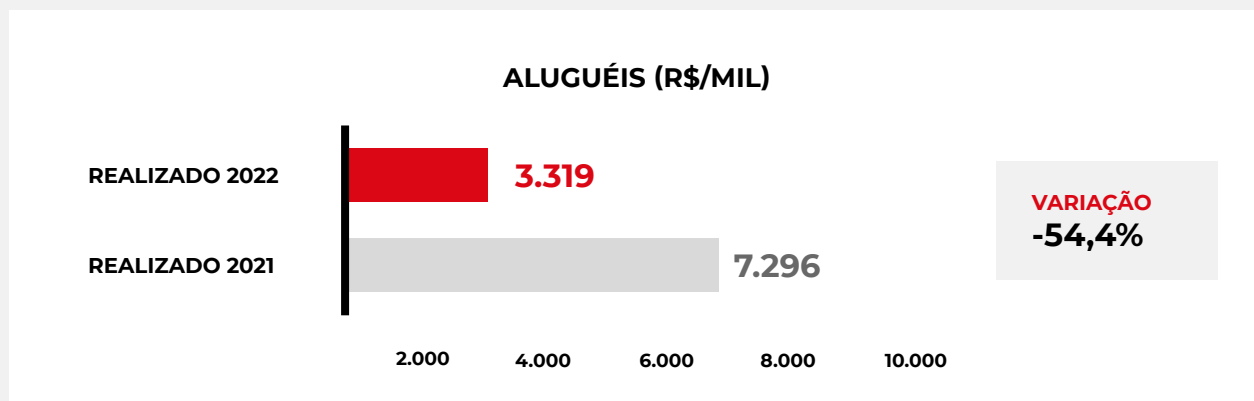 ALUGUÉIS (R$/MIL)
REALIZADO 2022
3.319
VARIAÇÃO
-54,4%
REALIZADO 2021
7.296
2.000 4.000 6.000 8.000 10.000